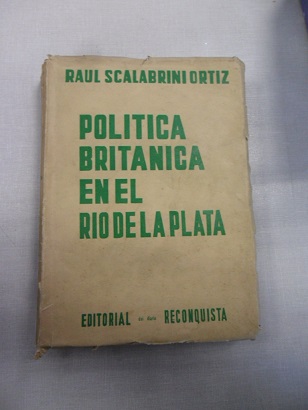 RAUL SCALABRINI ORTIZ
POLITICA
BRITANICA
EN EL
RIO DE LA PLATA
EDITORIAL RECONQUISTA